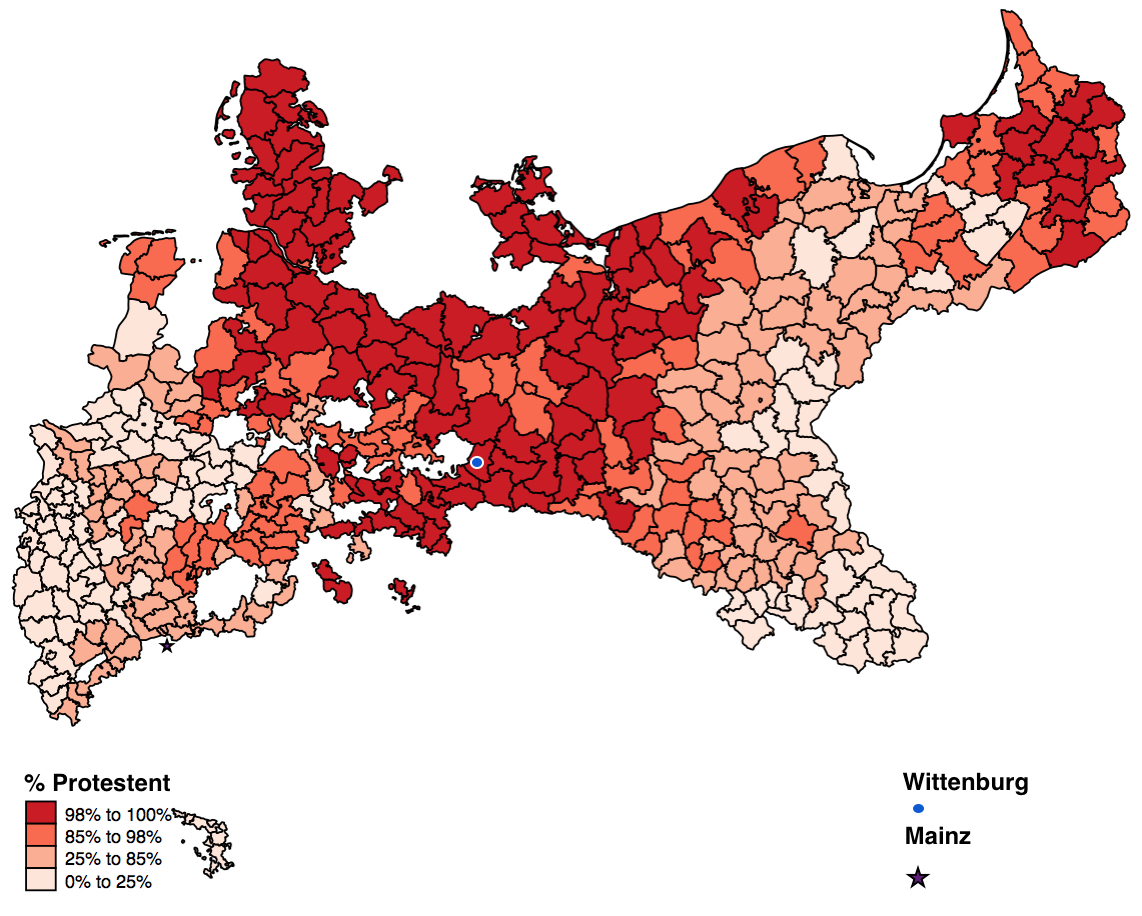 % Protestent
98% to 100%
85% to 98%
25% to 85%
0% to 25%
Wittenburg
Mainz